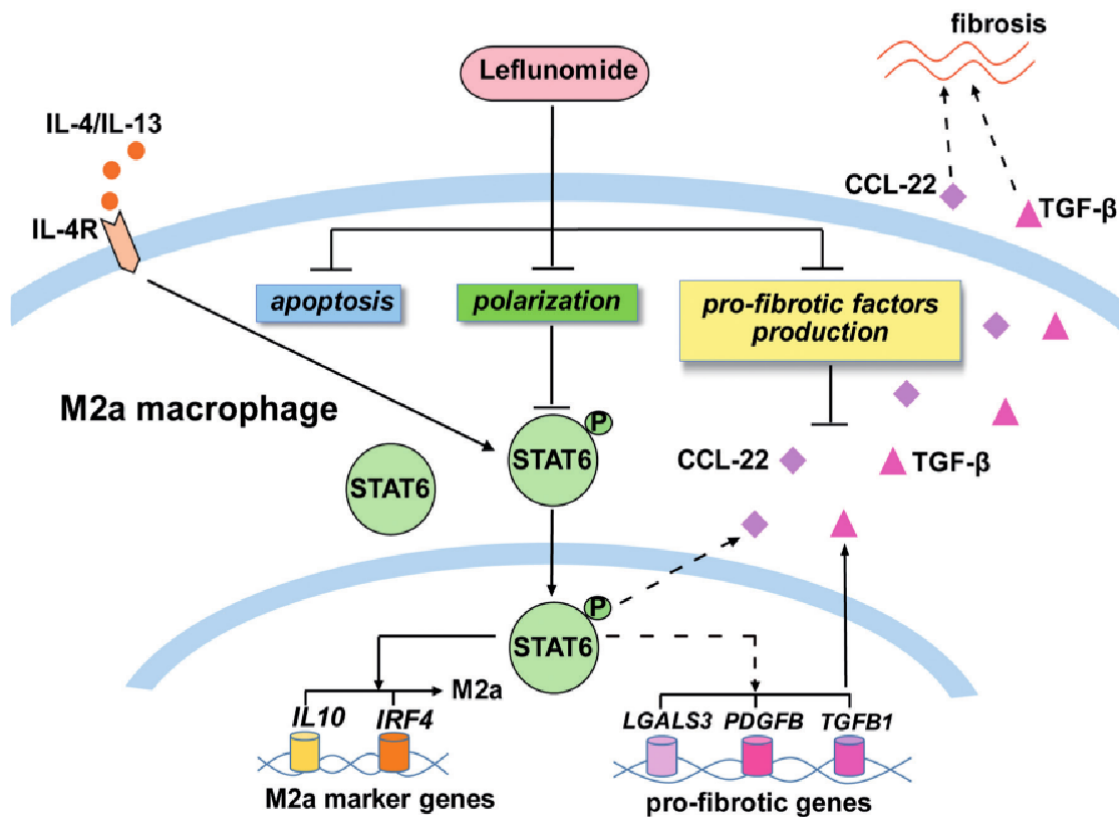 fibrosis
Leflunomide
IL-4/IL-13
CCL-22
TGF-β
IL-4R
apoptosis
polarization
pro-fibrotic factors
production
M2a macrophage
P
STAT6
CCL-22
TGF-β
STAT6
P
STAT6
M2a
IL10
IRF4
LGALS3
PDGFB
TGFB1
M2a marker genes
pro-fibrotic genes